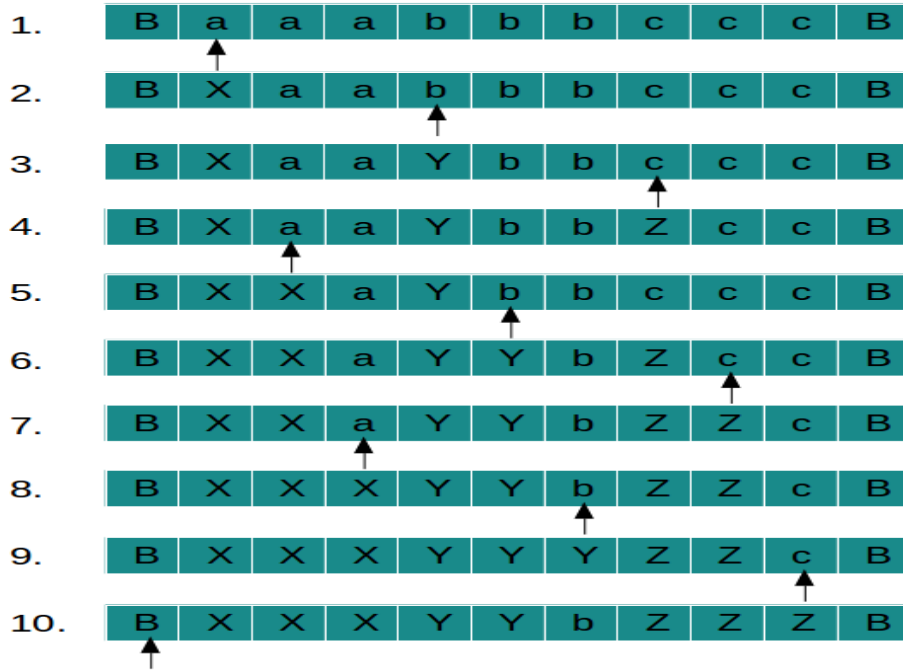 1. B a a a b b b c c c B
2. B X a a b b b c c c B
3. B X a a Y b b c c c B
4. B X a a Y b b Z c c B
5. B X X a Y b b c c c B
6. B X X a Y Y b Z c c B
7. B X X a Y Y b Z Z c B
8. B X X X Y Y b Z Z c B
9. B X X X Y Y Y Z Z c B
10. B X X X Y Y b Z Z Z B